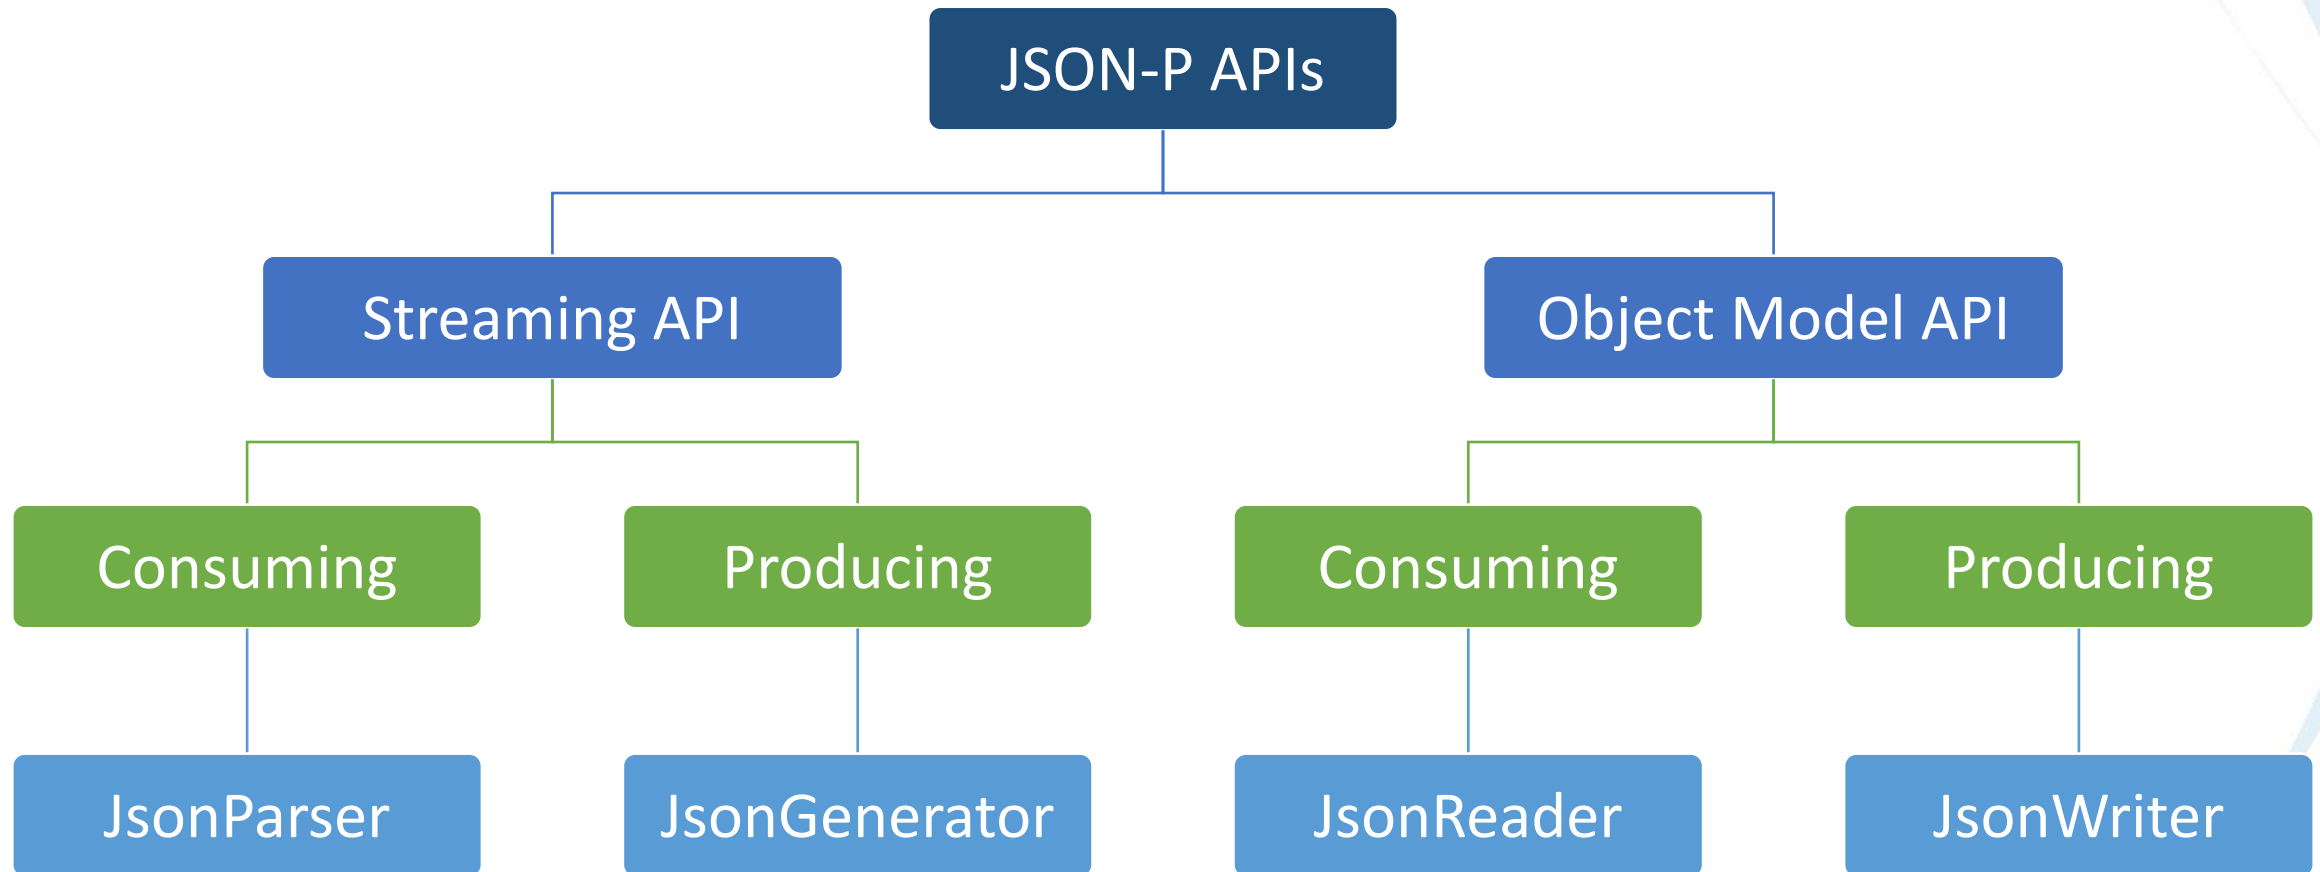 JSON-P APIs
Streaming API
Object Model API
Consuming
Producing
Consuming
Producing
JsonParser
JsonGenerator
JsonReader
JsonWriter